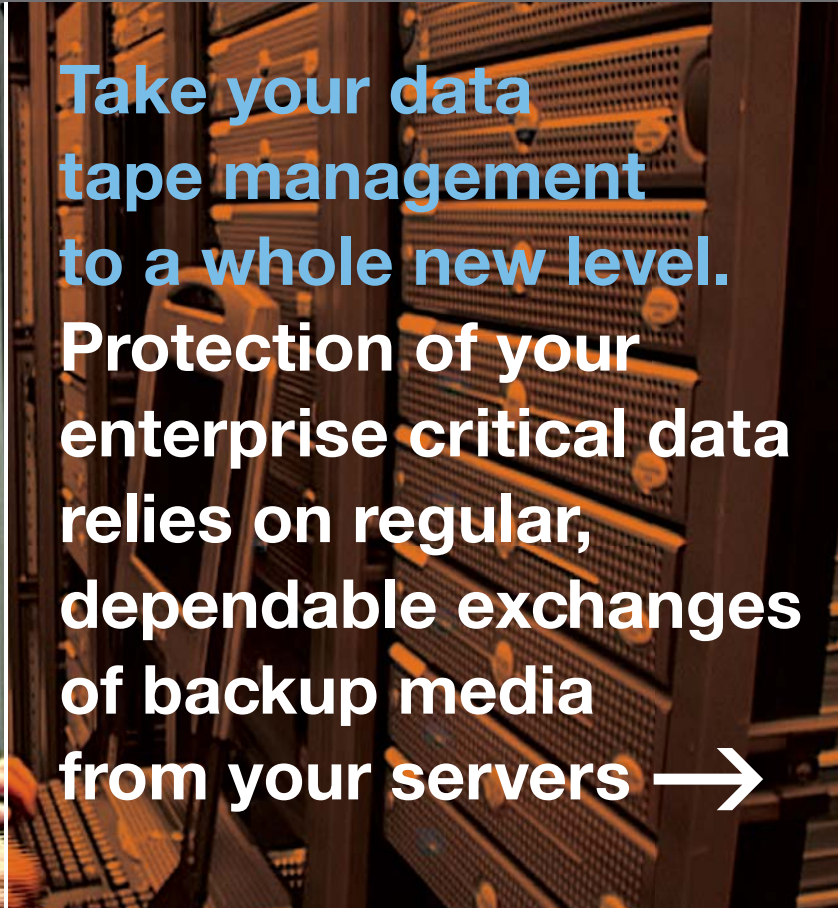 Take your data
tape management
to a whole new level.
Protection of your
enterprise critical data
relies on regular,
dependable exchanges
of backup media
from your servers →